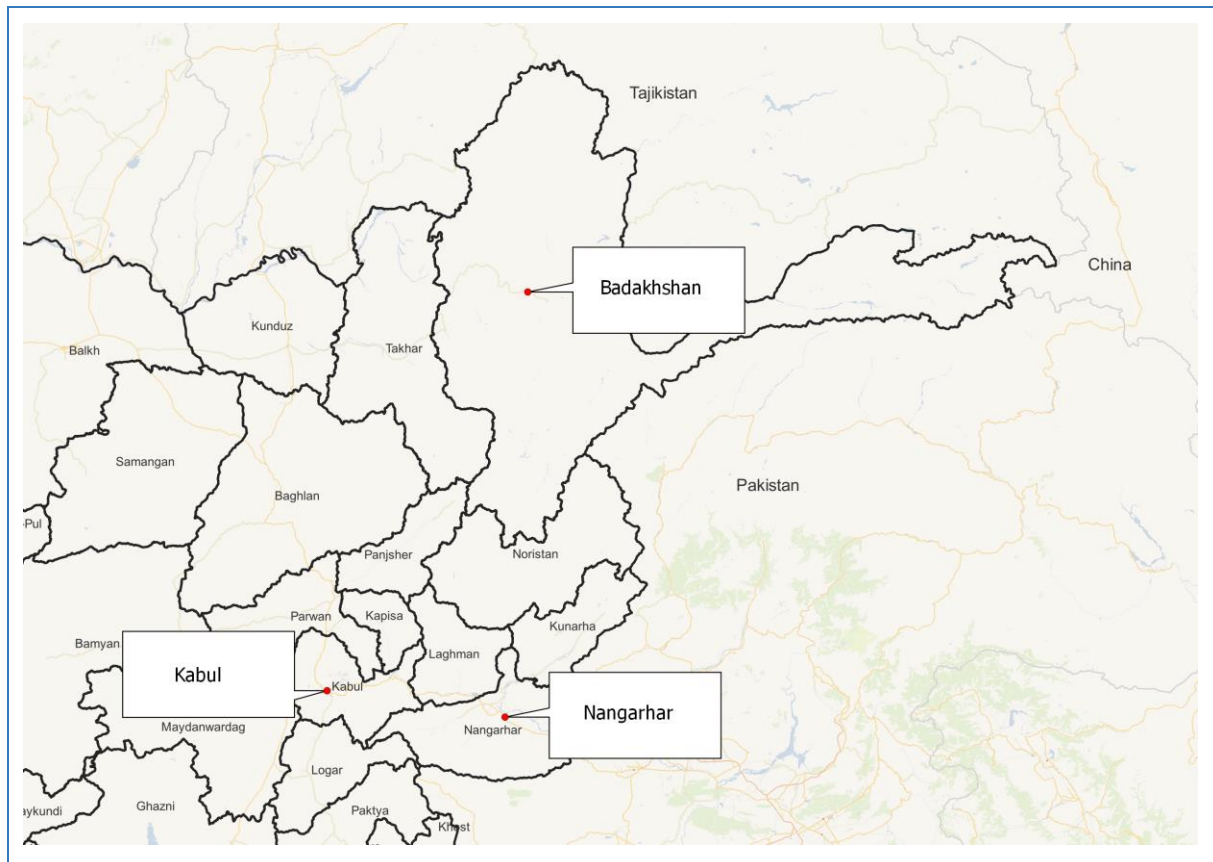 Tajikistan
China
Badakhshan
Kunduz
Takhar
Balkh
Samangan
Baghlan
Pakistan
-Pul
Panjsher
Noristan
Parwan
Kapisa
Kunarha
Bamyan
Laghman
Kabul
Kabul
Nangarhar
Maydanwardag
Nangarhar
Logar
aykundi
Ghazni
Paktya
Khost